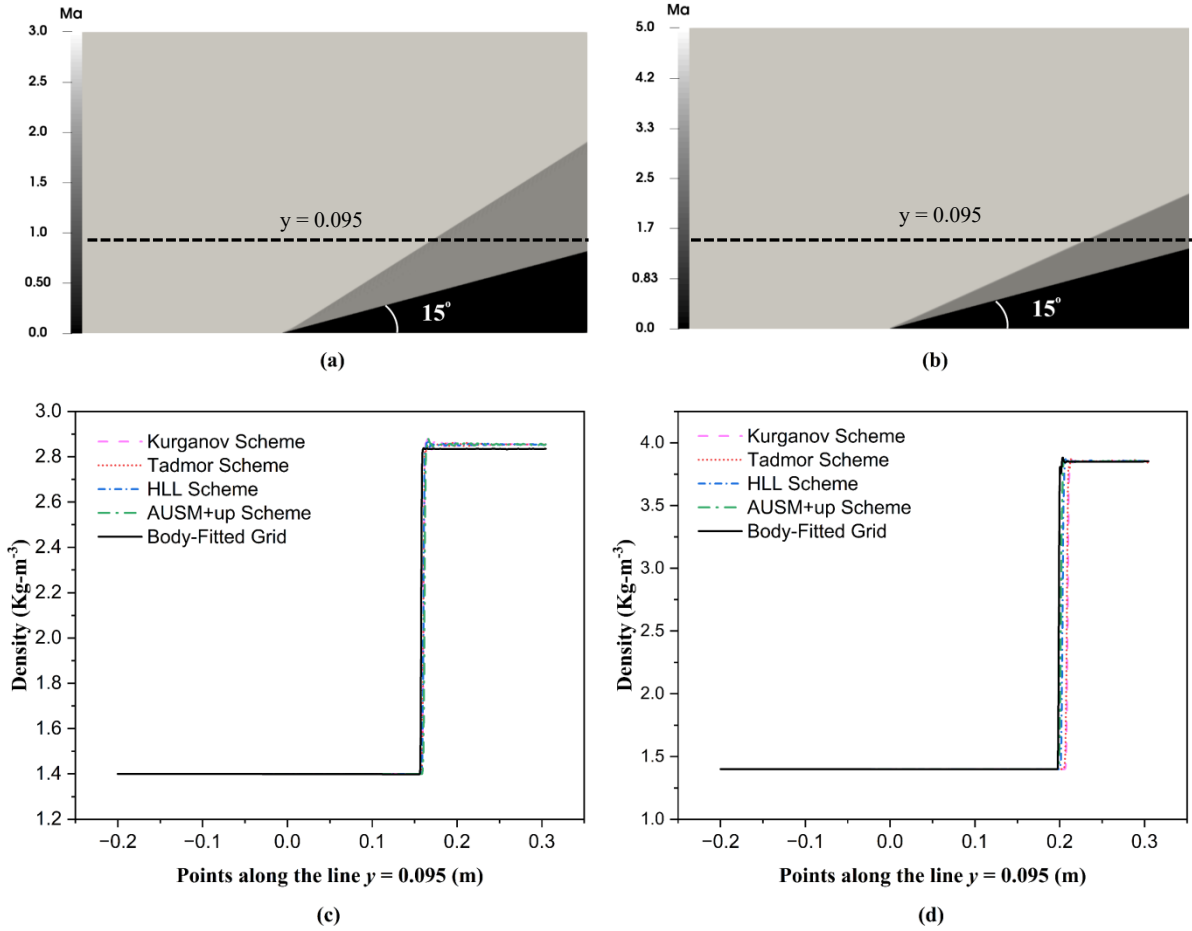 Ma
3.0
2.5
2.0
1.5
1.0
0.50
0.0
y = 0.095
15°
(a)
Ma
5.0
4.2
3.3
2.5
1.7
0.83
0.0
y = 0.095
15°
(b)
3.0
2.8
2.6
2.4
2.2
2.0
1.8
1.6
1.4
1.2
Density (Kg-m⁻³)
Kurganov Scheme
Tadmor Scheme
HLL Scheme
AUSM+up Scheme
Body-Fitted Grid
−0.2 −0.1 0.0 0.1 0.2 0.3
Points along the line y = 0.095 (m)
(c)
4.0
3.5
3.0
2.5
2.0
1.5
1.0
Density (Kg-m⁻³)
Kurganov Scheme
Tadmor Scheme
HLL Scheme
AUSM+up Scheme
Body-Fitted Grid
−0.2 −0.1 0.0 0.1 0.2 0.3
Points along the line y = 0.095 (m)
(d)